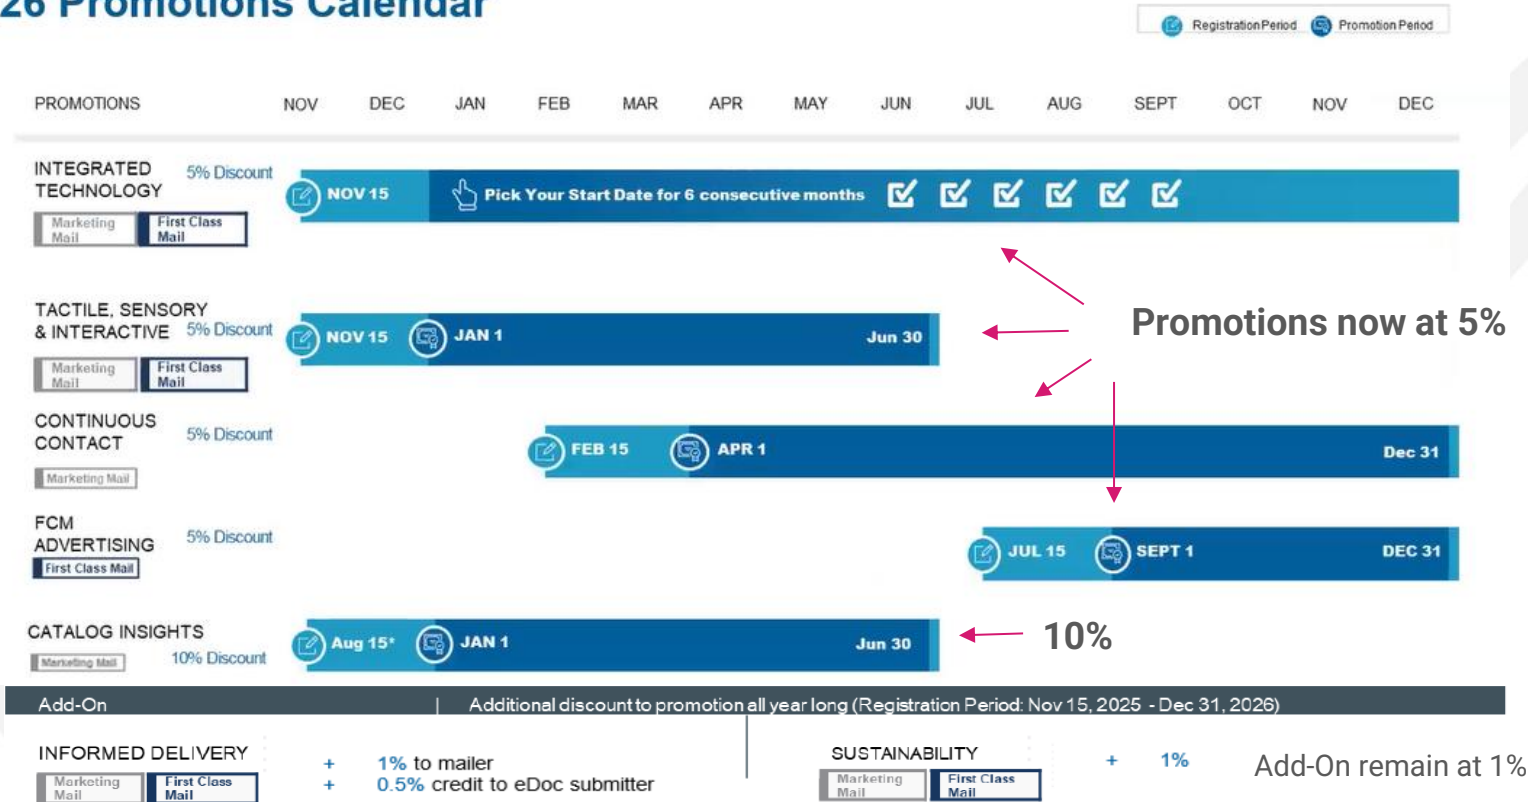 26 Promotions Calendar
Registration Period Promotion Period
PROMOTIONS NOV DEC JAN FEB MAR APR MAY JUN JUL AUG SEPT OCT NOV DEC
INTEGRATED
TECHNOLOGY
5% Discount
Marketing
Mail
First Class
Mail
NOV 15
Pick Your Start Date for 6 consecutive months
TACTILE, SENSORY
& INTERACTIVE
5% Discount
Marketing
Mail
First Class
Mail
NOV 15
JAN 1
Jun 30
Promotions now at 5%
CONTINUOUS
CONTACT
5% Discount
Marketing Mail
FEB 15
APR 1
Dec 31
FCM
ADVERTISING
5% Discount
First Class Mail
JUL 15
SEPT 1
DEC 31
CATALOG INSIGHTS
10% Discount
Marketing Mail
Aug 15*
JAN 1
Jun 30
10%
Add-On | Additional discount to promotion all year long (Registration Period: Nov 15, 2025 - Dec 31, 2026)
INFORMED DELIVERY
Marketing
Mail
First Class
Mail
+ 1% to mailer
+ 0.5% credit to eDoc submitter
SUSTAINABILITY
Marketing
Mail
First Class
Mail
+ 1%
Add-On remain at 1%